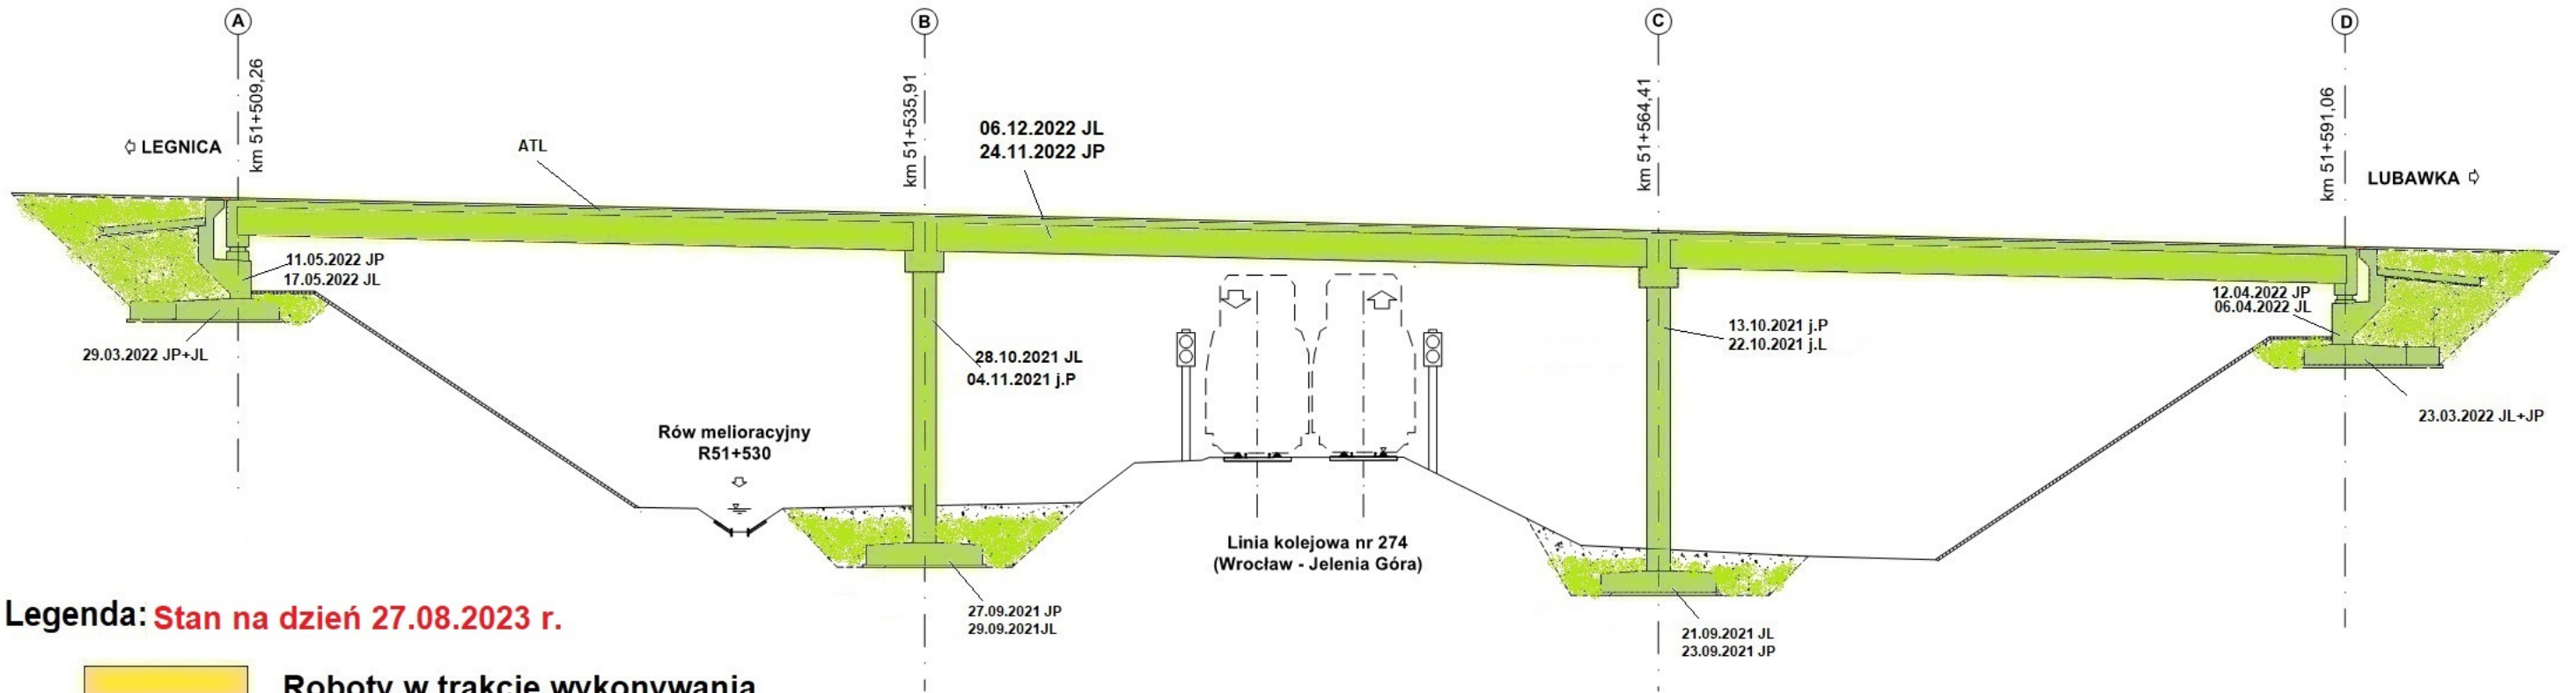 A
B
C
D
km 51+509,26
km 51+535,91
km 51+564,41
km 51+591,06
LEGNICA
ATL
06.12.2022 JL
24.11.2022 JP
LUBAWKA
11.05.2022 JP
17.05.2022 JL
29.03.2022 JP+JL
28.10.2021 JL
04.11.2021 j.P
13.10.2021 j.P
22.10.2021 j.L
12.04.2022 JP
06.04.2022 JL
23.03.2022 JL+JP
Rów melioracyjny
R51+530
Linia kolejowa nr 274
(Wrocław - Jelenia Góra)
27.09.2021 JP
29.09.2021JL
21.09.2021 JL
23.09.2021 JP
Legenda: Stan na dzień 27.08.2023 r.
Roboty w trakcie wykonywania